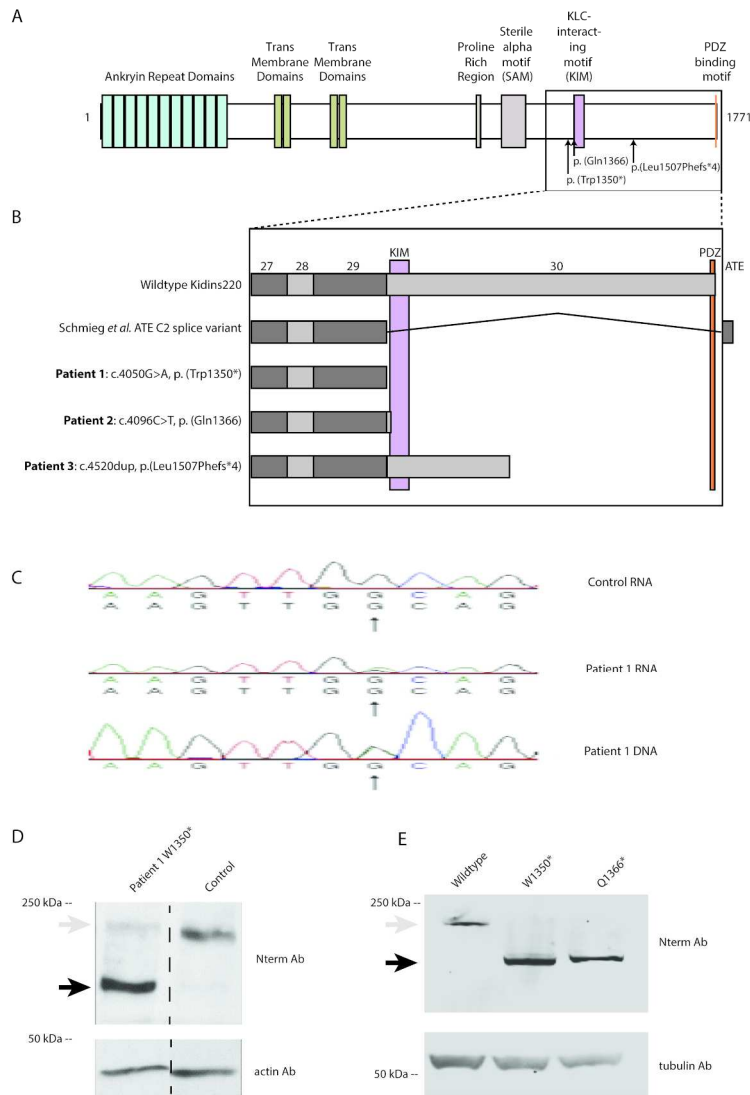 A
Ankryin Repeat Domains
Trans
Membrane
Domains
Trans
Membrane
Domains
Proline
Rich
Region
Sterile
alpha
motif
(SAM)
KLC-
interact-
ing
motif
(KIM)
PDZ
binding
motif
1
1771
p. (Gln1366)
p.(Leu1507Phefs*4)
p. (Trp1350*)
B
27 28 29 KIM 30 PDZ ATE
Wildtype Kidins220
Schmieg et al. ATE C2 splice variant
Patient 1: c.4050G>A, p. (Trp1350*)
Patient 2: c.4096C>T, p. (Gln1366)
Patient 3: c.4520dup, p.(Leu1507Phefs*4)
C
Control RNA
A A G T T G G C A G
A A G T T G G C A G
Patient 1 RNA
A A G T T G G C A G
A A G T T G G C A G
Patient 1 DNA
A A G T T G G C A G
D
Patient 1 W1350*
Control
250 kDa --
Nterm Ab
50 kDa --
actin Ab
E
Wildtype
W1350*
Q1366*
250 kDa --
Nterm Ab
50 kDa --
tubulin Ab